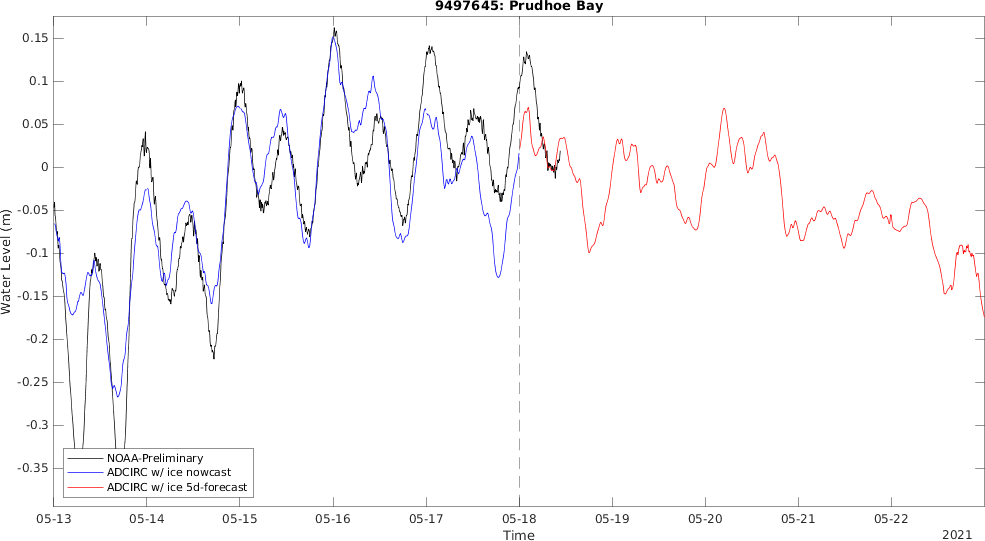 9497645: Prudhoe Bay
Water Level (m)
0.15
0.1
0.05
0
-0.05
-0.1
-0.15
-0.2
-0.25
-0.3
-0.35
NOAA-Preliminary
ADCIRC w/ ice nowcast
ADCIRC w/ ice 5d-forecast
05-13 05-14 05-15 05-16 05-17 05-18 05-19 05-20 05-21 05-22
Time
2021